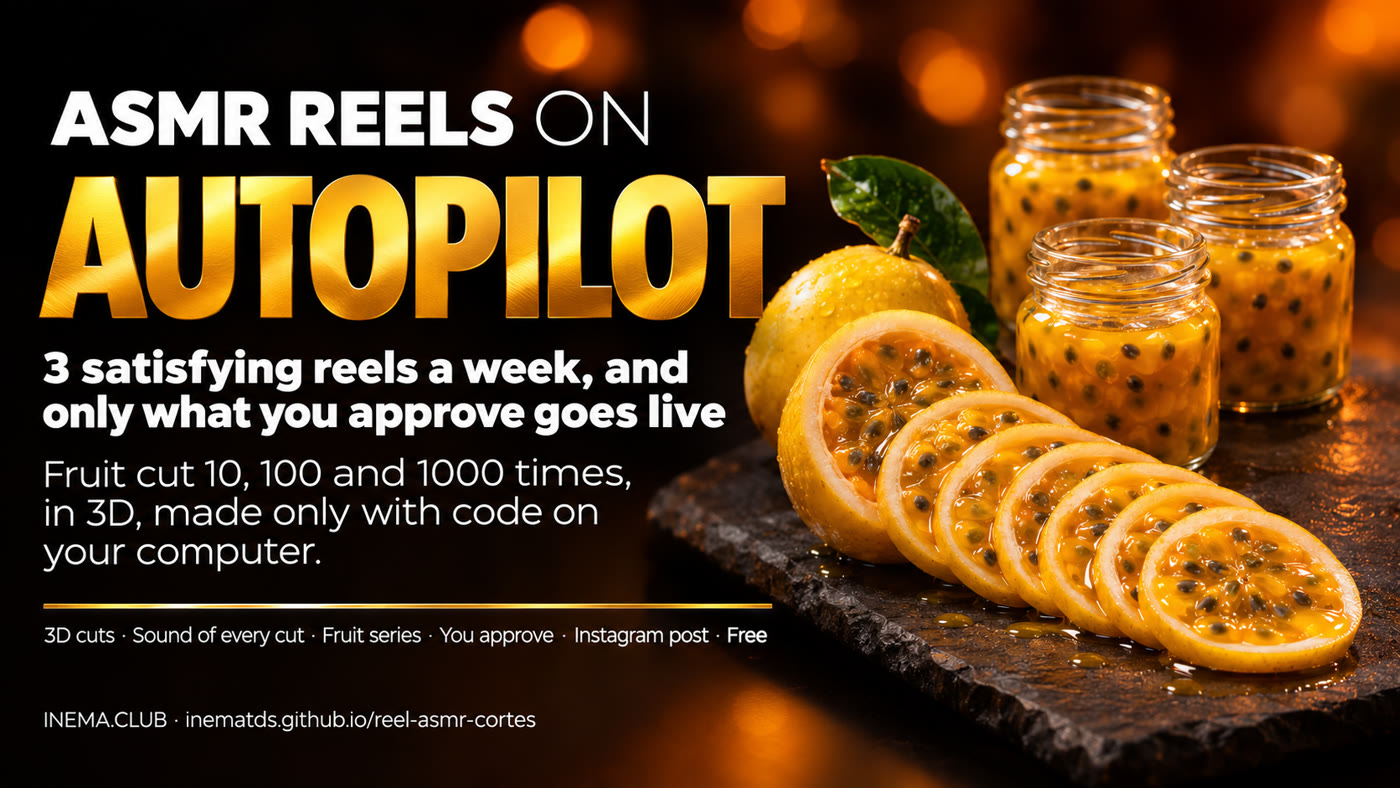 ASMR REELS ON
AUTOPILOT
3 satisfying reels a week, and
only what you approve goes live
Fruit cut 10, 100 and 1000 times,
in 3D, made only with code on
your computer.
3D cuts · Sound of every cut · Fruit series · You approve · Instagram post · Free
INEMA.CLUB · inematds.github.io/reel-asmr-cortes